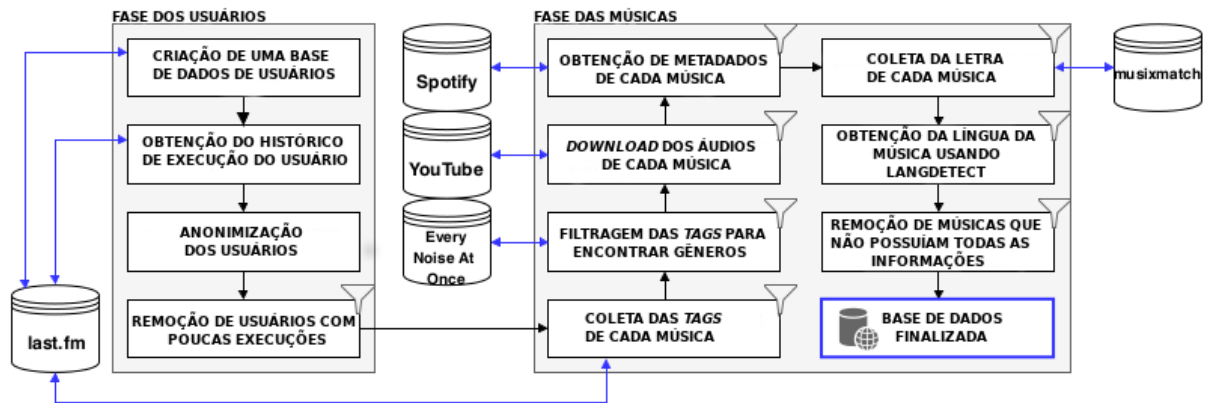 FASE DOS USUÁRIOS
CRIAÇÃO DE UMA BASE
DE DADOS DE USUÁRIOS
OBTENÇÃO DO HISTÓRICO
DE EXECUÇÃO DO USUÁRIO
ANONIMIZAÇÃO
DOS USUÁRIOS
REMOÇÃO DE USUÁRIOS COM
POUCAS EXECUÇÕES
last.fm
Spotify
YouTube
Every
Noise At
Once
FASE DAS MÚSICAS
OBTENÇÃO DE METADADOS
DE CADA MÚSICA
DOWNLOAD DOS ÁUDIOS
DE CADA MÚSICA
FILTRAGEM DAS TAGS PARA
ENCONTRAR GÊNEROS
COLETA DAS TAGS
DE CADA MÚSICA
COLETA DA LETRA
DE CADA MÚSICA
OBTENÇÃO DA LÍNGUA DA
MÚSICA USANDO
LANGDETECT
REMOÇÃO DE MÚSICAS QUE
NÃO POSSUÍAM TODAS AS
INFORMAÇÕES
BASE DE DADOS
FINALIZADA
musixmatch